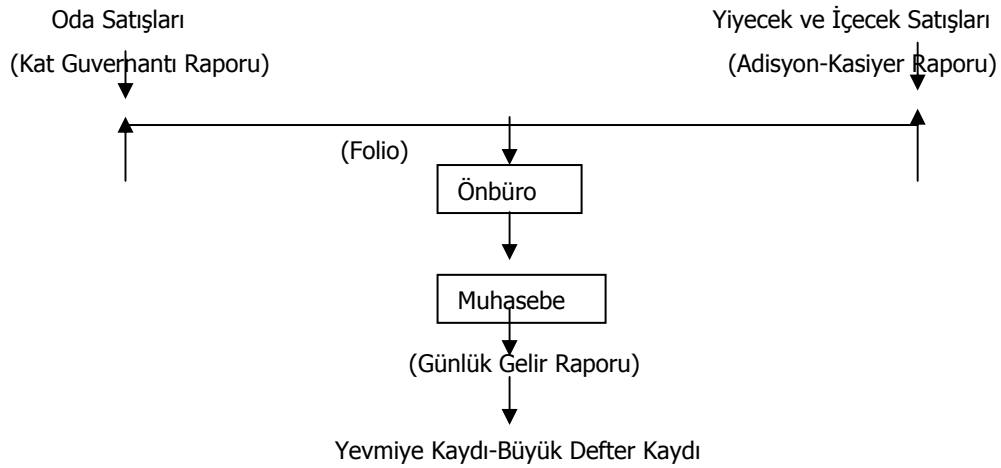 Oda Satışları
Yiyecek ve İçecek Satışları
(Kat Guvernantı Raporu)
(Adisyon-Kasiyer Raporu)
(Folio)
Önbüro
Muhasebe
(Günlük Gelir Raporu)
Yevmiye Kaydı-Büyük Defter Kaydı